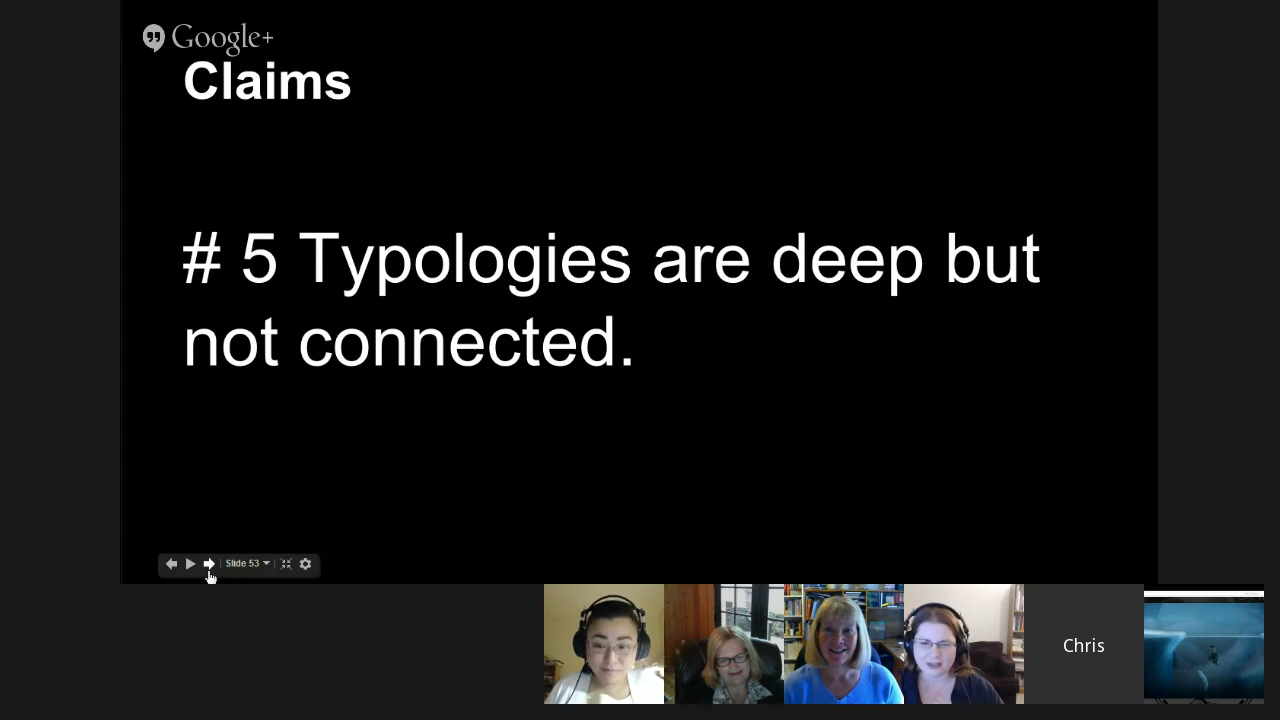 Google+
Claims
# 5 Typologies are deep but
not connected.
Slide 53
Chris